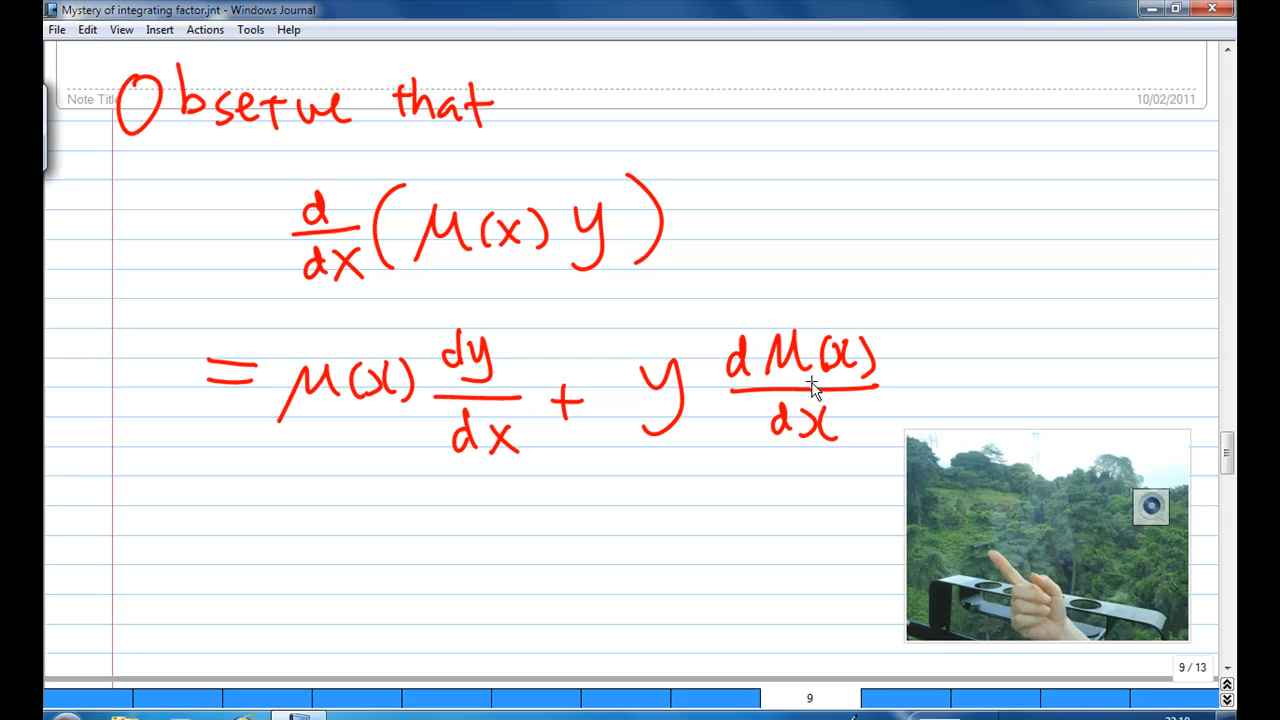 Mystery of integrating factor.jnt - Windows Journal
File Edit View Insert Actions Tools Help
Observe that
Note Title
10/02/2011
d/dx (μ(x) y)
= μ(x) dy/dx + y dμ(x)/dx
9 / 13
9